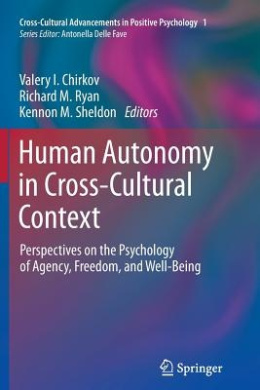 Cross-Cultural Advancements in Positive Psychology 1
Series Editor: Antonella Delle Fave
Valery I. Chirkov
Richard M. Ryan
Kennon M. Sheldon Editors
Human Autonomy
in Cross-Cultural
Context
Perspectives on the Psychology
of Agency, Freedom, and Well-Being
Springer